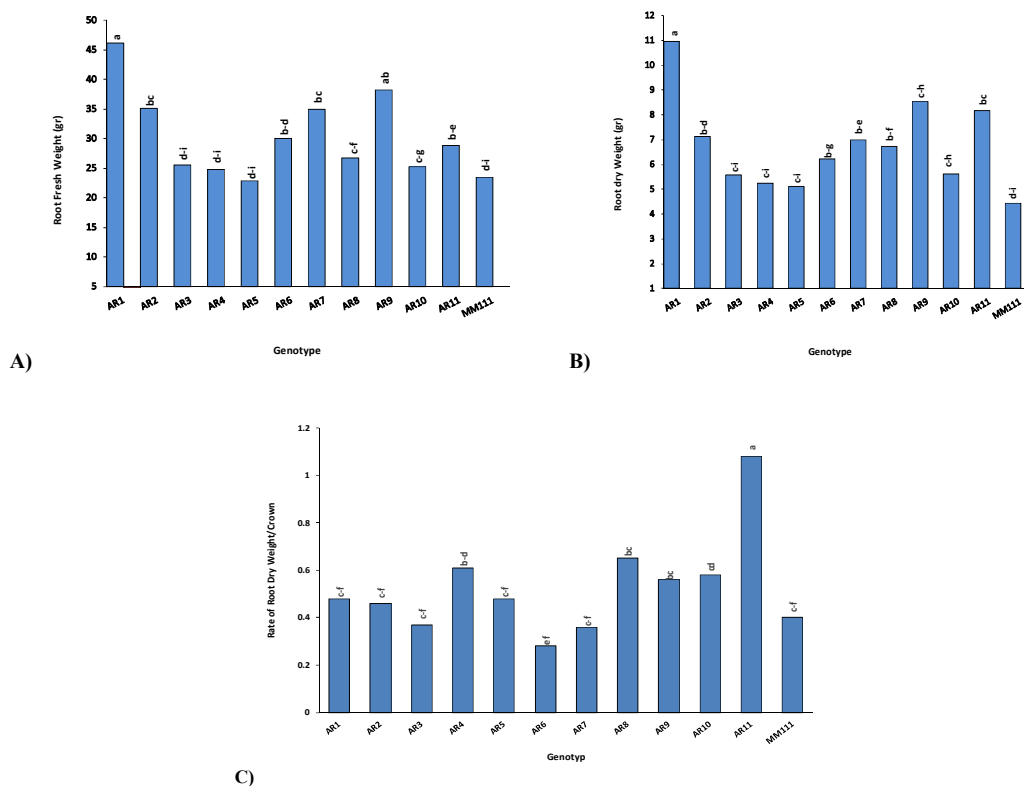 50
45
40
35
30
25
20
15
10
5
Root Fresh Weight (gr)
a
bc
d-i
d-i
d-i
b-d
bc
c-f
ab
c-g
b-e
d-i
AR1 AR2 AR3 AR4 AR5 AR6 AR7 AR8 AR9 AR10 AR11 MM111
Genotype
A)
12
11
10
9
8
7
6
5
4
3
2
1
Root dry Weight (gr)
a
b-d
c-i
c-i
c-i
b-g
b-e
b-f
c-h
c-h
bc
d-i
AR1 AR2 AR3 AR4 AR5 AR6 AR7 AR8 AR9 AR10 AR11 MM111
Genotype
B)
1.2
1
0.8
0.6
0.4
0.2
0
Rate of Root Dry Weight/Crown
c-f
c-f
c-f
b-d
c-f
ef
c-f
bc
bc
cd
a
c-f
AR1 AR2 AR3 AR4 AR5 AR6 AR7 AR8 AR9 AR10 AR11 MM111
Genotyp
C)